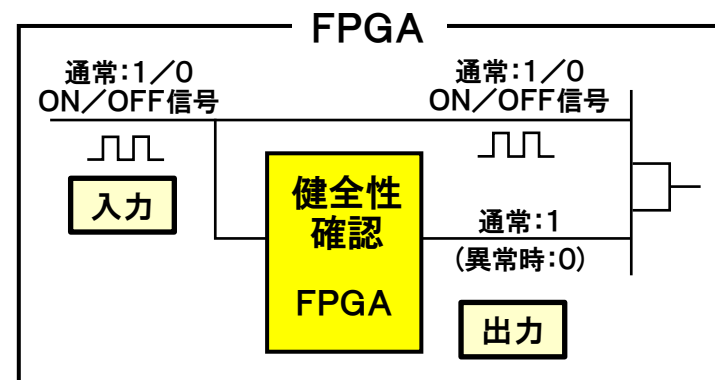 FPGA
通常:1/0
ON/OFF信号
通常:1/0
ON/OFF信号
入力
健全性
確認
FPGA
通常:1
(異常時:0)
出力